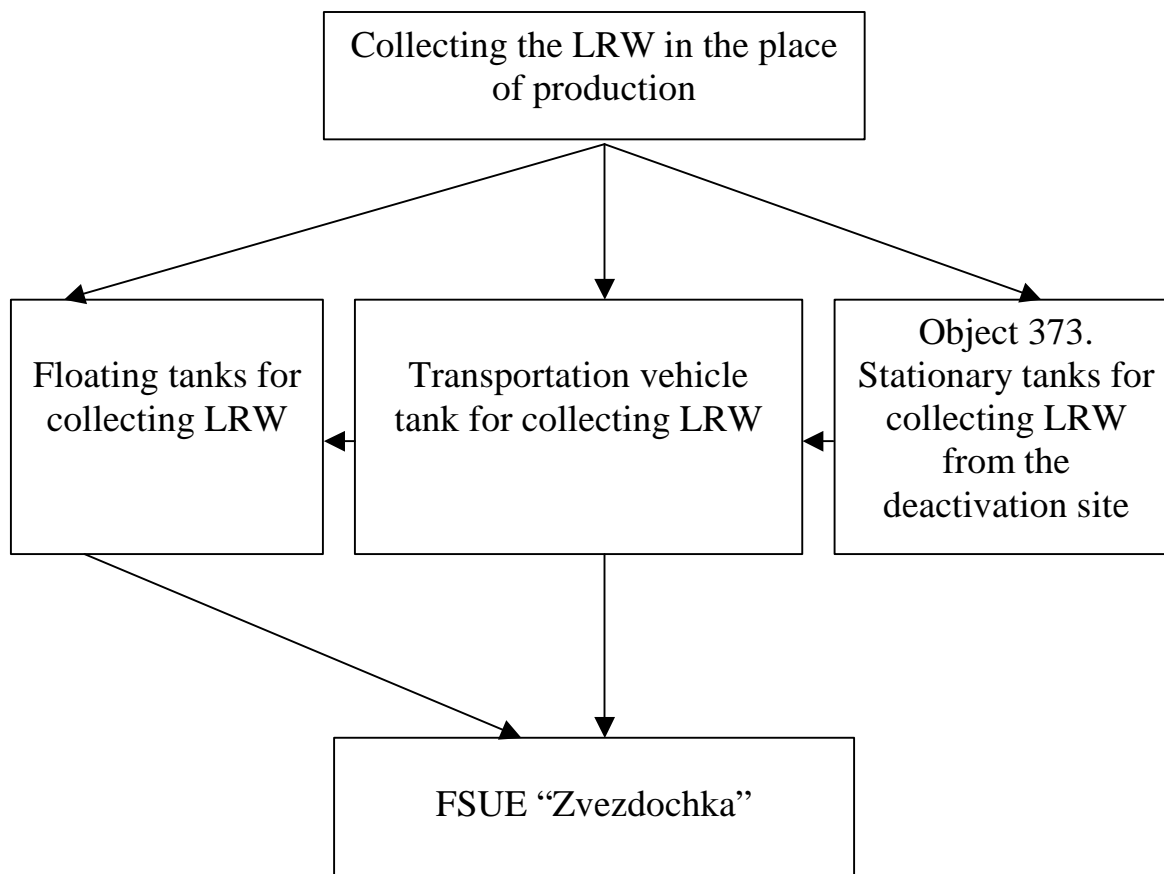 Collecting the LRW in the place
of production
Floating tanks for
collecting LRW
Transportation vehicle
tank for collecting LRW
Object 373.
Stationary tanks for
collecting LRW
from the
deactivation site
FSUE “Zvezdochka”